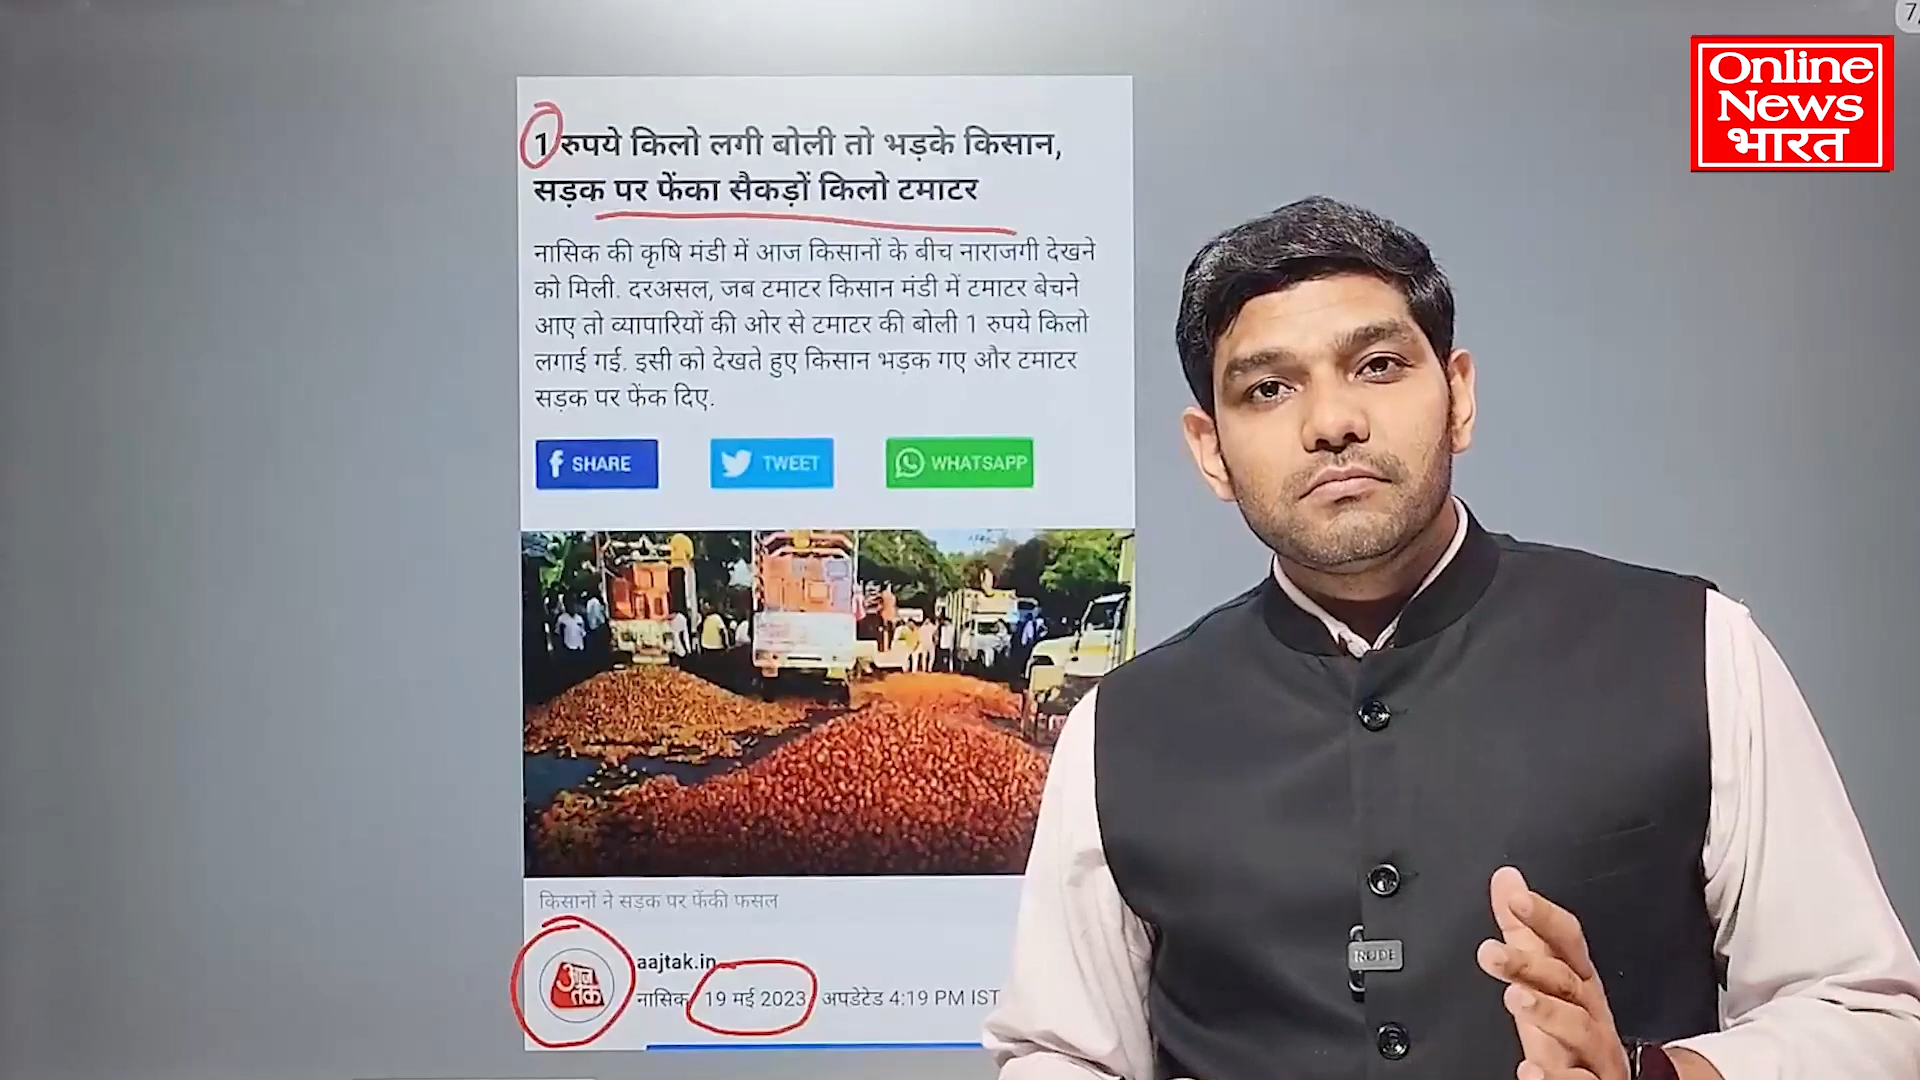 7
Online
News
भारत
1 रुपये किलो लगी बोली तो भड़के किसान,
सड़क पर फेंका सैकड़ों किलो टमाटर
नासिक की कृषि मंडी में आज किसानों के बीच नाराजगी देखने
को मिली. दरअसल, जब टमाटर किसान मंडी में टमाटर बेचने
आए तो व्यापारियों की ओर से टमाटर की बोली 1 रुपये किलो
लगाई गई. इसी को देखते हुए किसान भड़क गए और टमाटर
सड़क पर फेंक दिए.
f SHARE
TWEET
WHATSAPP
किसानों ने सड़क पर फेंकी फसल
आज तक
aajtak.in
नासिक, 19 मई 2023, अपडेटेड 4:19 PM IST
RODE